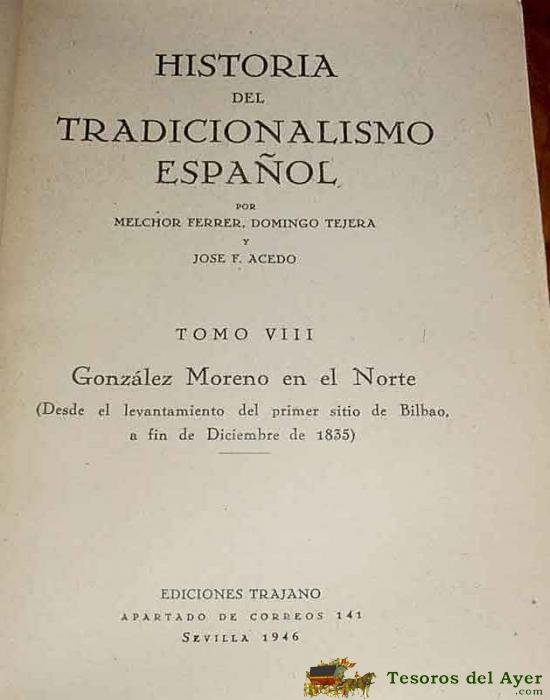 HISTORIA
DEL
TRADICIONALISMO
ESPAÑOL
POR
MELCHOR FERRER, DOMINGO TEJERA
Y
JOSE F. ACEDO
TOMO VIII
González Moreno en el Norte
(Desde el levantamiento del primer sitio de Bilbao,
a fin de Diciembre de 1835)
EDICIONES TRAJANO
APARTADO DE CORREOS 141
SEVILLA 1946
Tesoros del Ayer
.com